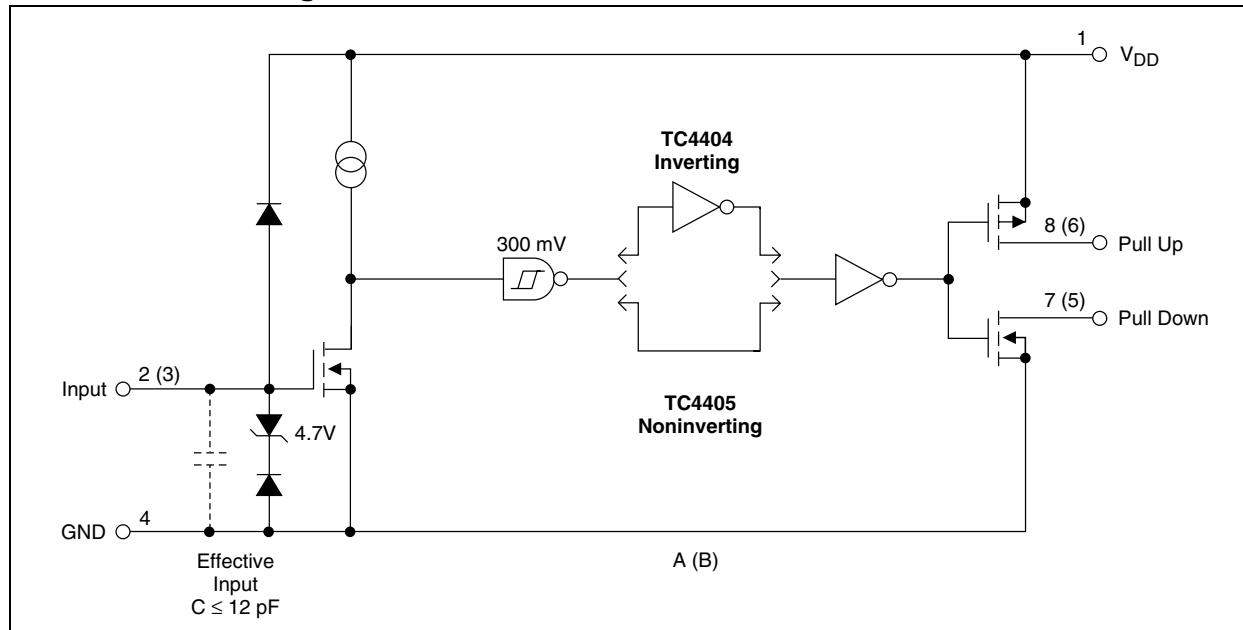 1
V_DD
TC4404
Inverting
300 mV
8 (6)
Pull Up
7 (5)
Pull Down
Input
2 (3)
TC4405
Noninverting
4.7V
GND
4
Effective
Input
C ≤ 12 pF
A (B)